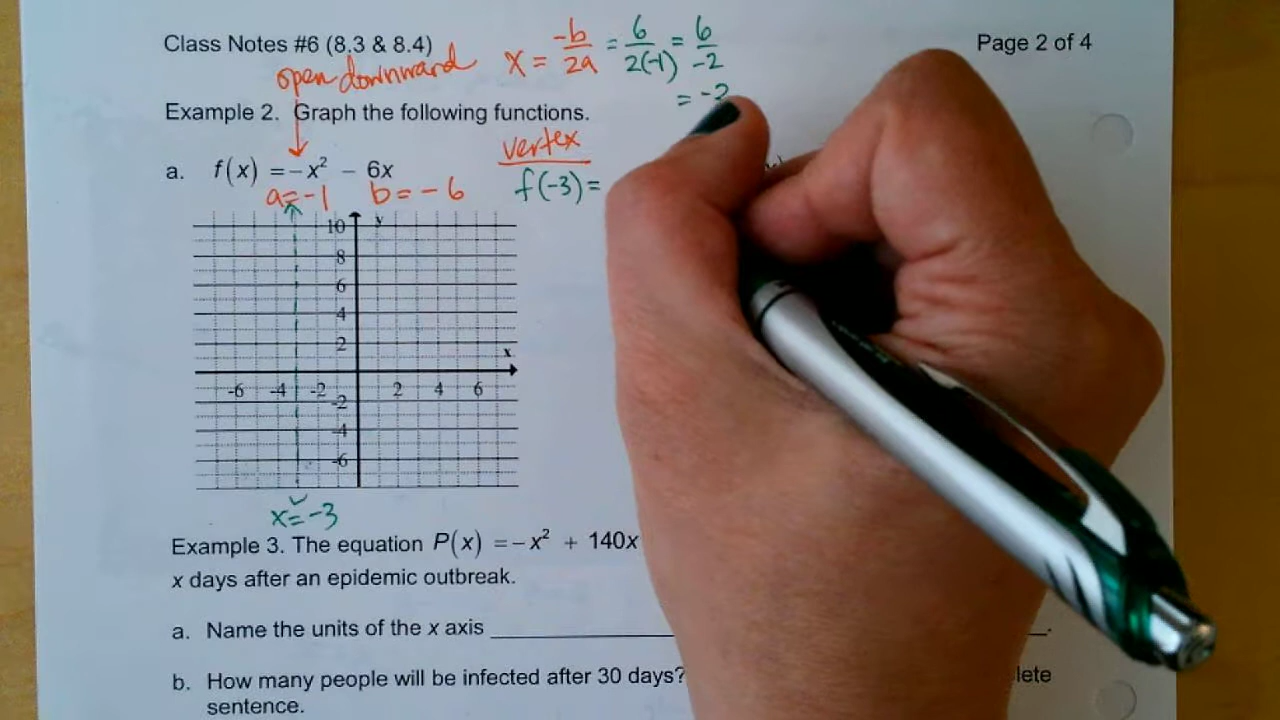 Class Notes #6 (8.3 & 8.4)
Page 2 of 4
open downward
x = -b/2a = 6/2(-1) = 6/-2
= -3
Example 2. Graph the following functions.
vertex
a. f(x) = -x² - 6x
f(-3) =
a = -1 b = -6
10 y
8
6
4
2
x
-6 -4 -2 2 4 6
-2
-4
-6
x = -3
Example 3. The equation P(x) = -x² + 140x
x days after an epidemic outbreak.
a. Name the units of the x axis
b. How many people will be infected after 30 days?
sentence.